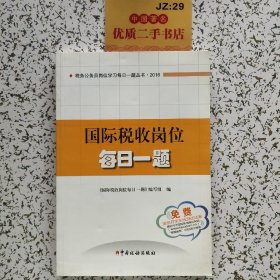 JZ:29
中国著名
优质二手书店
税务公务员岗位学习每日一题丛书·2016
国际税收岗位
每日一题
《国际税收岗位每日一题》编写组 编
免费
中国税务出版社